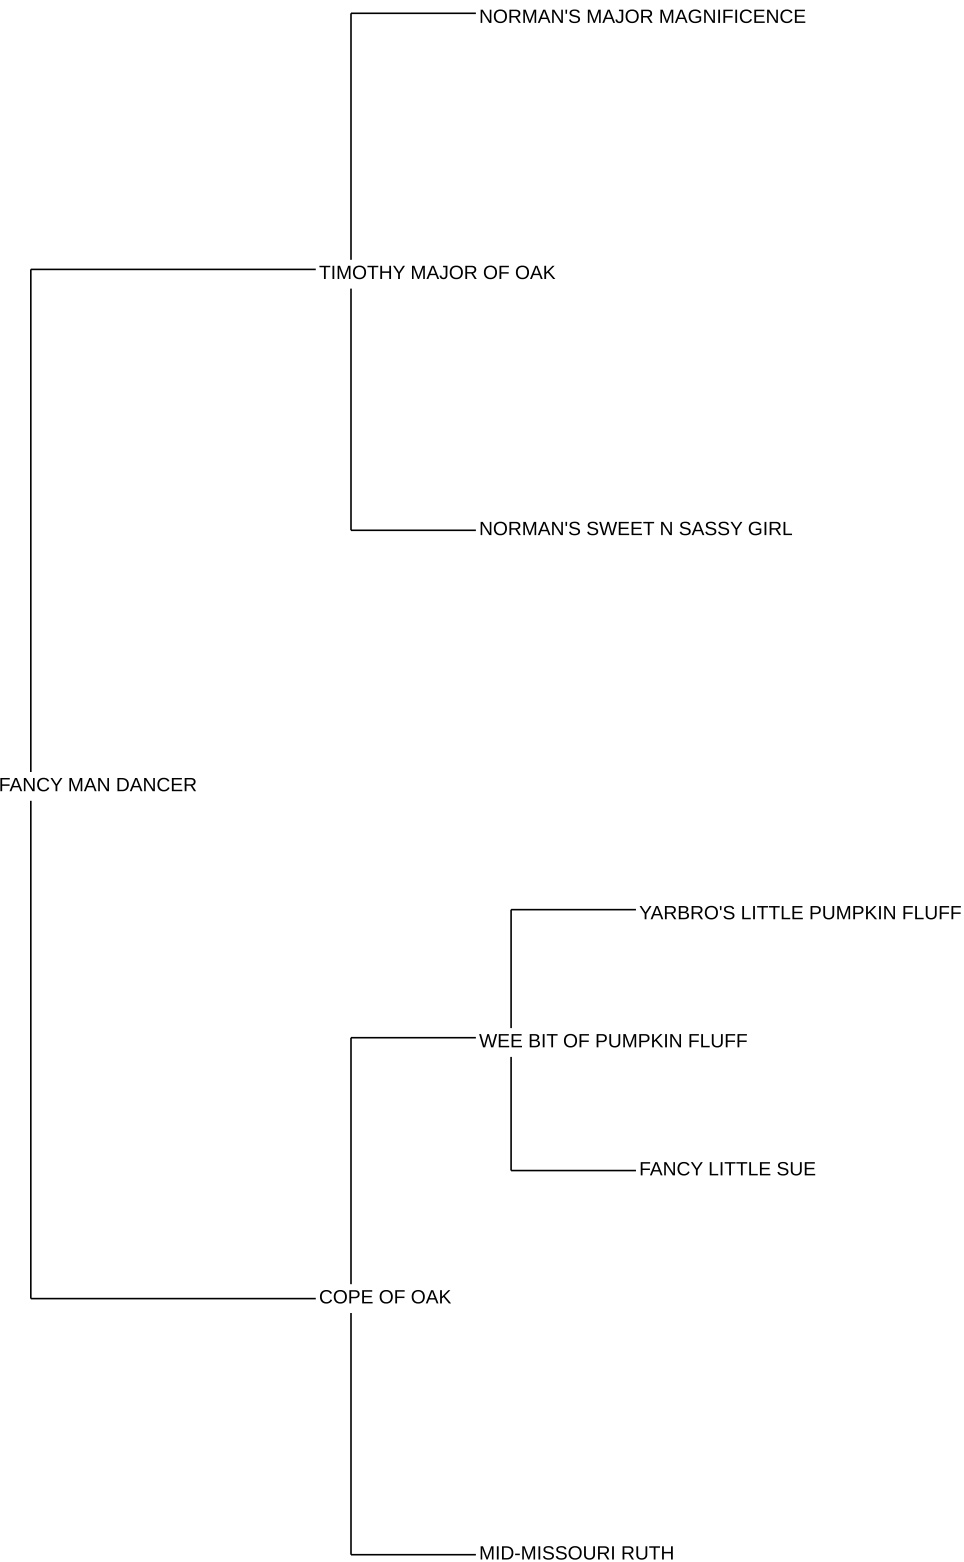 NORMAN'S MAJOR MAGNIFICENCE
TIMOTHY MAJOR OF OAK
NORMAN'S SWEET N SASSY GIRL
FANCY MAN DANCER
YARBRO'S LITTLE PUMPKIN FLUFF
WEE BIT OF PUMPKIN FLUFF
FANCY LITTLE SUE
COPE OF OAK
MID-MISSOURI RUTH